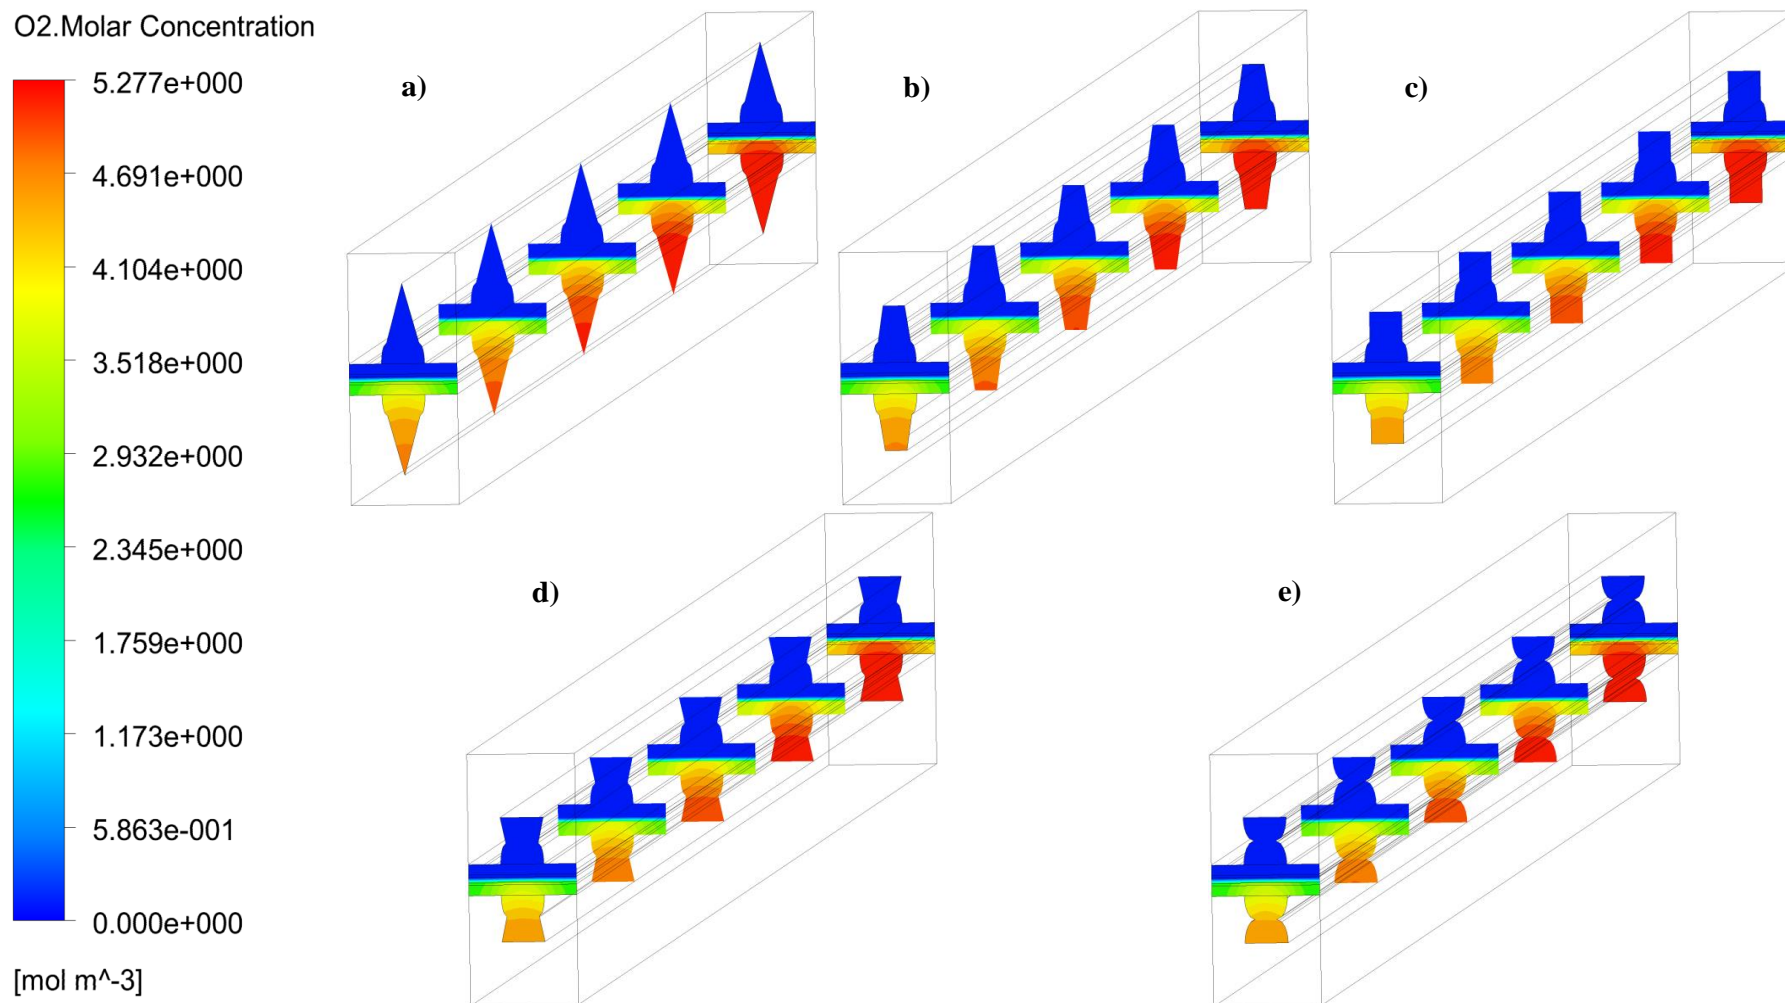 O2.Molar Concentration
5.277e+000
4.691e+000
4.104e+000
3.518e+000
2.932e+000
2.345e+000
1.759e+000
1.173e+000
5.863e-001
0.000e+000
[mol m^-3]
a)
b)
c)
d)
e)